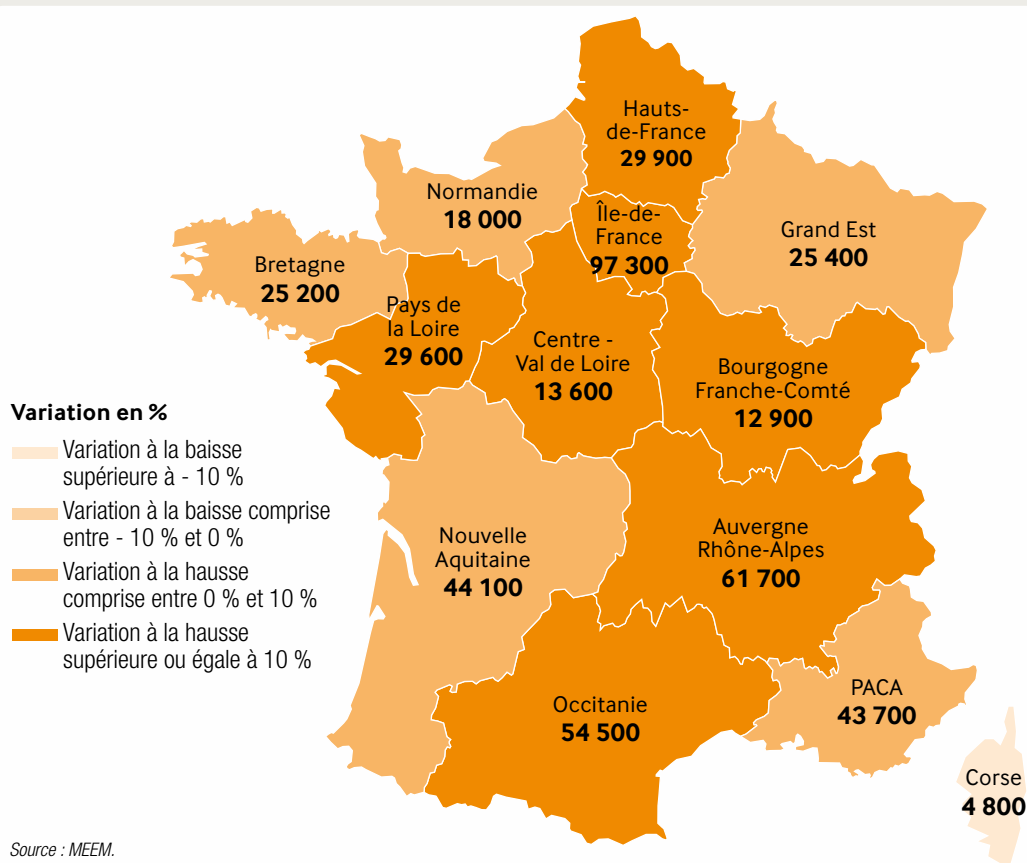 Hauts-
de-France
29 900
Normandie
18 000
Île-de-
France
97 300
Grand Est
25 400
Bretagne
25 200
Pays de
la Loire
29 600
Centre -
Val de Loire
13 600
Bourgogne
Franche-Comté
12 900
Variation en %
Variation à la baisse
supérieure à - 10 %
Variation à la baisse comprise
entre - 10 % et 0 %
Variation à la hausse
comprise entre 0 % et 10 %
Variation à la hausse
supérieure ou égale à 10 %
Nouvelle
Aquitaine
44 100
Auvergne
Rhône-Alpes
61 700
Occitanie
54 500
PACA
43 700
Corse
4 800
Source : MEEM.